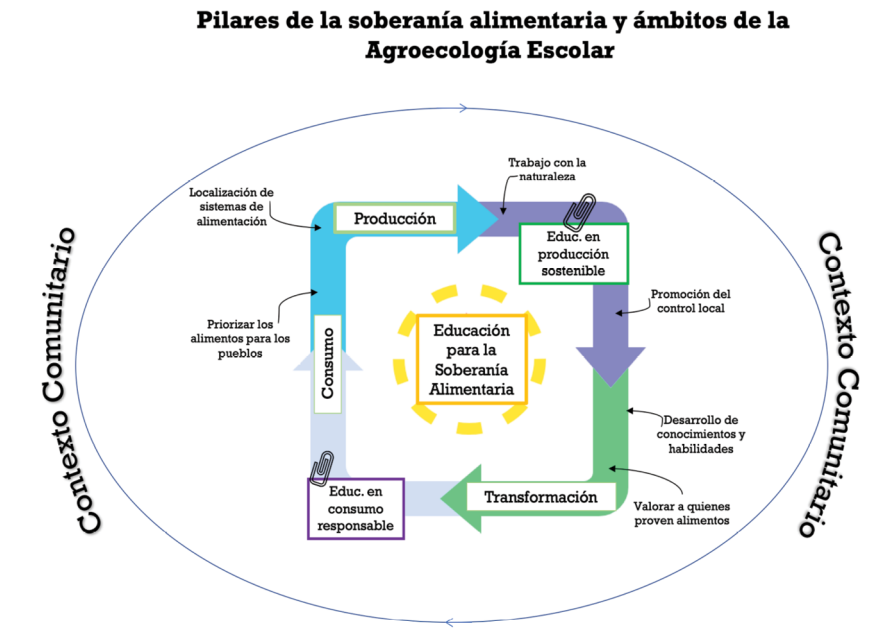 Pilares de la soberanía alimentaria y ámbitos de la
Agroecología Escolar
Trabajo con la
naturaleza
Localización de
sistemas de
alimentación
Producción
Educ. en
producción
sostenible
Contexto Comunitario
Contexto Comunitario
Promoción del
control local
Priorizar los
alimentos para los
pueblos
Educación
para la
Soberanía
Alimentaria
Consumo
Desarrollo de
conocimientos y
habilidades
Educ. en
consumo
responsable
Transformación
Valorar a quienes
proven alimentos